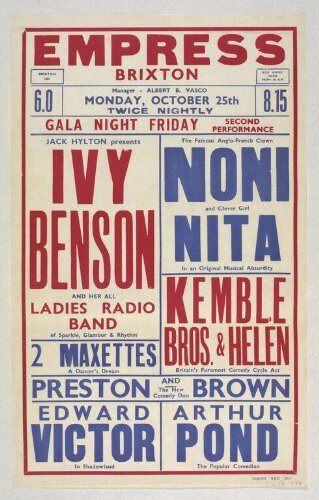 EMPRESS
BRIXTON
BRIXTON
Manager - ALBERT B. VASCO
6.0
MONDAY, OCTOBER 25th
8.15
TWICE NIGHTLY
GALA NIGHT FRIDAY SECOND PERFORMANCE
JACK HYLTON presents
IVY
BENSON
AND HER ALL
LADIES RADIO
BAND
of Sparkle, Glamour & Rhythm
The Famous Anglo-French Clown
NONI
and Clever Girl
NITA
In an Original Musical Absurdity
KEMBLE
BROS. & HELEN
Britain's Foremost Comedy Cycle Act
2 MAXETTES
A Dancer's Dream
PRESTON AND BROWN
The New
Comedy Duo
EDWARD
VICTOR
In Shadowland
ARTHUR
POND
The Popular Comedian